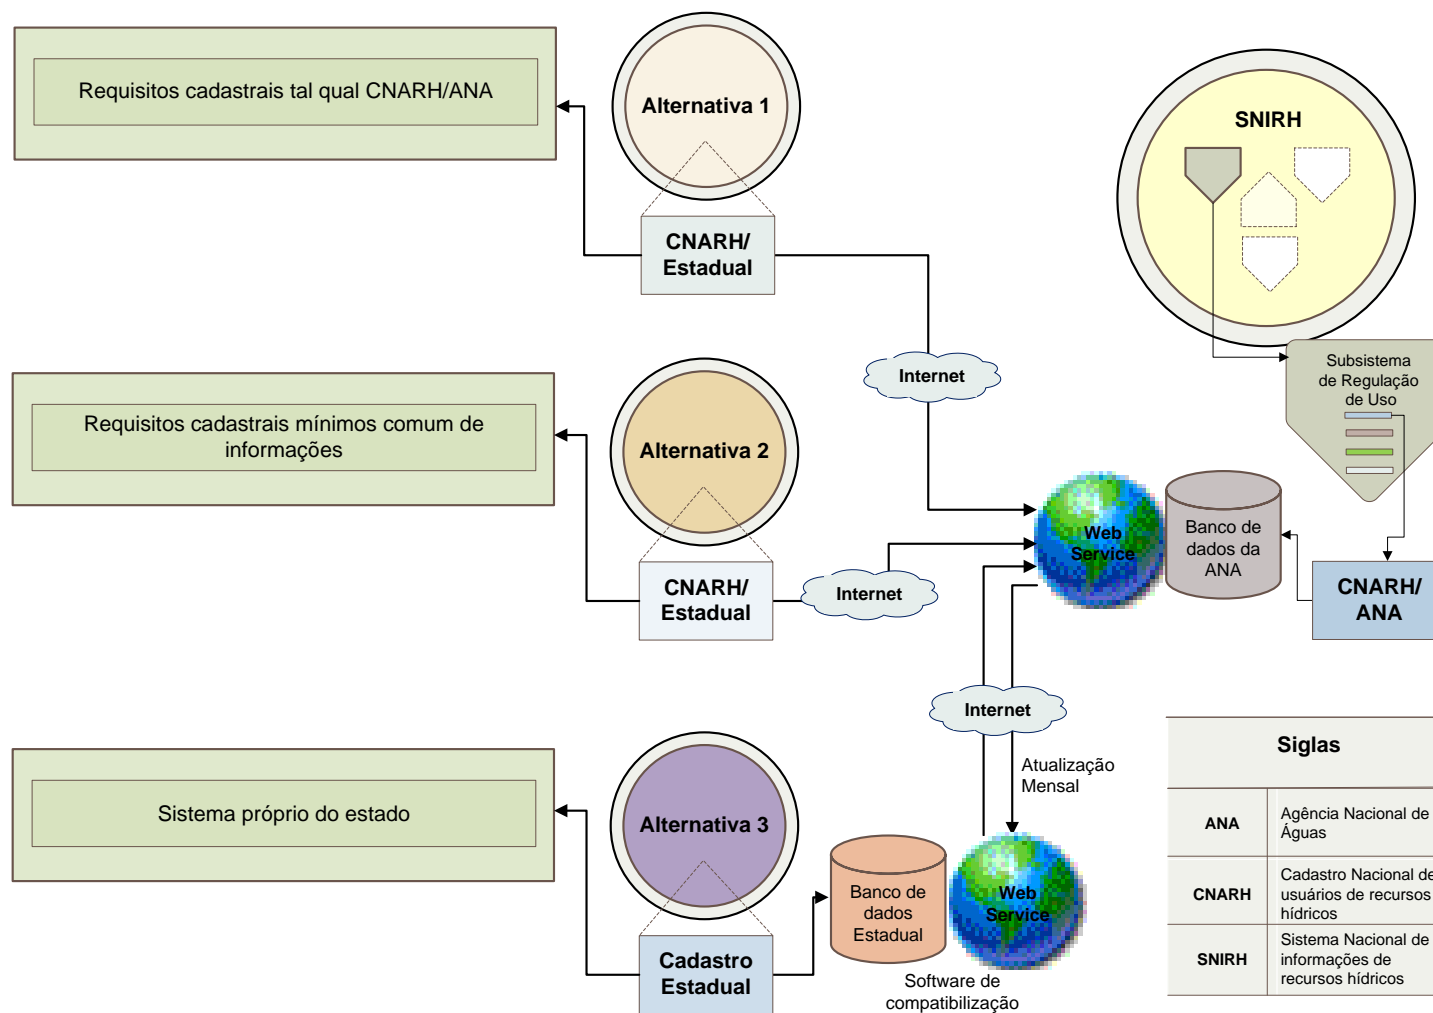 Requisitos cadastrais tal qual CNARH/ANA
Alternativa 1
CNARH/
Estadual
SNIRH
Internet
Subsistema
de Regulação
de Uso
Requisitos cadastrais mínimos comum de
informações
Alternativa 2
CNARH/
Estadual
Internet
Web
Service
Banco de
dados da
ANA
CNARH/
ANA
Internet
Atualização
Mensal
Sistema próprio do estado
Alternativa 3
Cadastro
Estadual
Banco de
dados
Estadual
Web
Service
Software de
compatibilização
Siglas
ANA
Agência Nacional de
Águas
CNARH
Cadastro Nacional de
usuários de recursos
hídricos
SNIRH
Sistema Nacional de
informações de
recursos hídricos